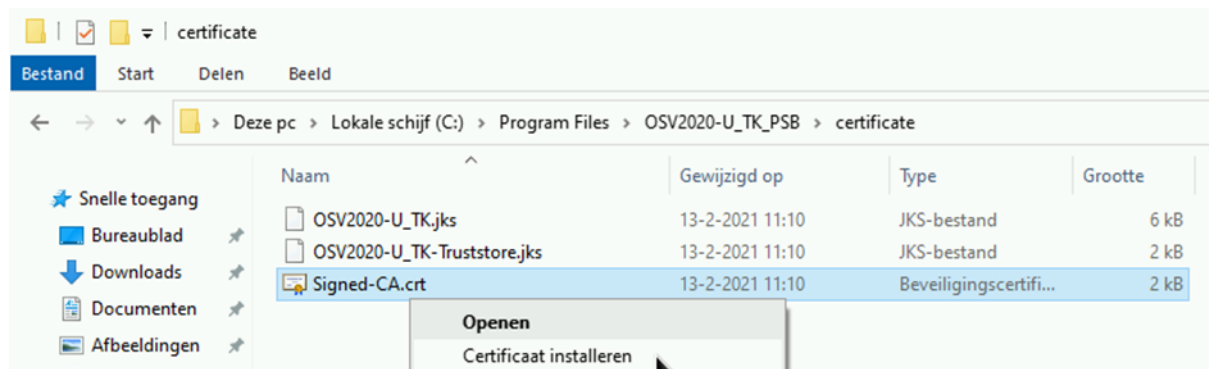 certificate
Bestand Start Delen Beeld
Deze pc › Lokale schijf (C:) › Program Files › OSV2020-U_TK_PSB › certificate
Naam Gewijzigd op Type Grootte
Snelle toegang
OSV2020-U_TK.jks 13-2-2021 11:10 JKS-bestand 6 kB
Bureaublad
OSV2020-U_TK-Truststore.jks 13-2-2021 11:10 JKS-bestand 2 kB
Downloads
Signed-CA.crt 13-2-2021 11:10 Beveiligingscertifi... 2 kB
Documenten
Openen
Afbeeldingen
Certificaat installeren